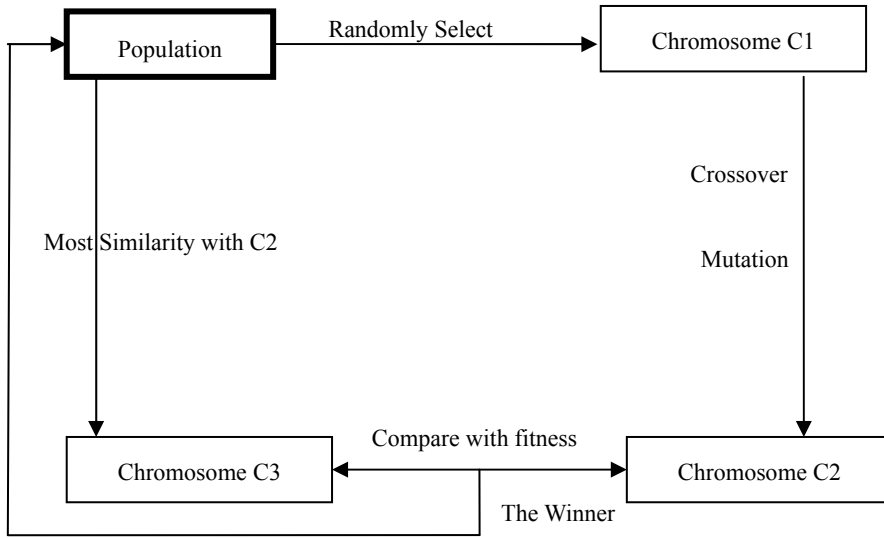 Randomly Select
Population
Chromosome C1
Crossover
Most Similarity with C2
Mutation
Compare with fitness
Chromosome C3
Chromosome C2
The Winner